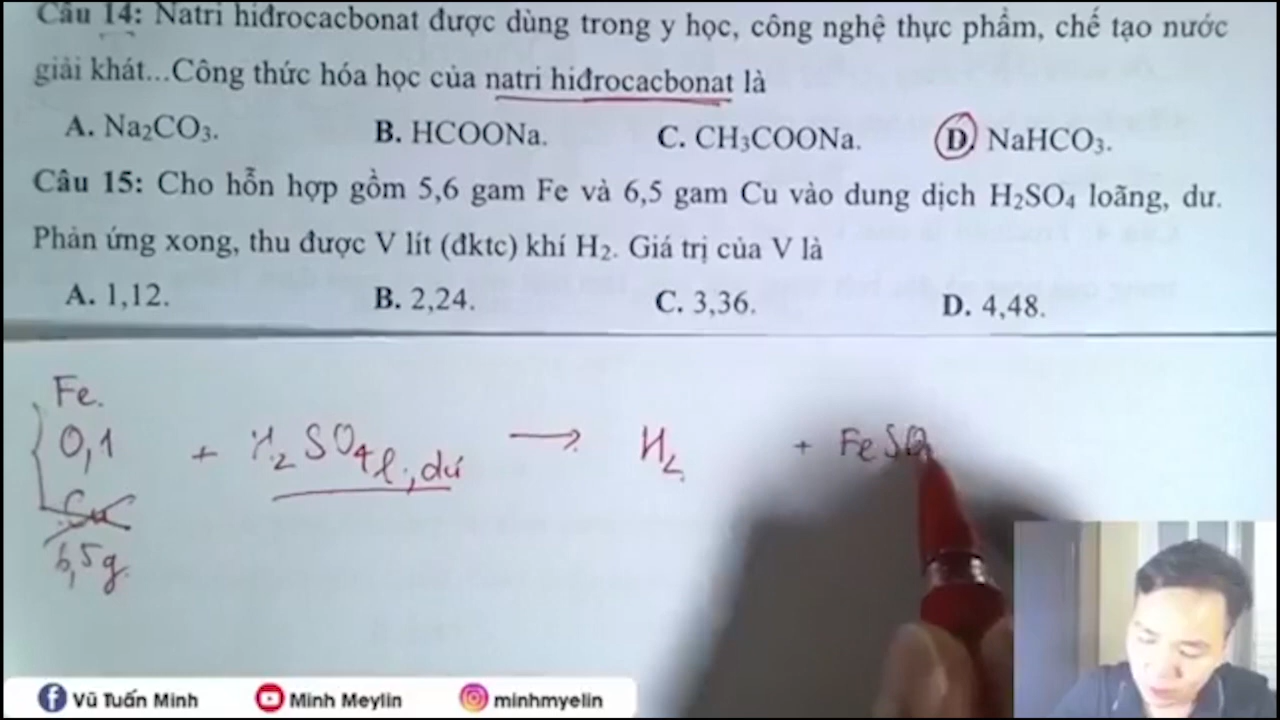 Câu 14: Natri hiđrocacbonat được dùng trong y học, công nghệ thực phẩm, chế tạo nước
giải khát...Công thức hóa học của natri hiđrocacbonat là
A. Na₂CO₃. B. HCOONa. C. CH₃COONa. D. NaHCO₃.
Câu 15: Cho hỗn hợp gồm 5,6 gam Fe và 6,5 gam Cu vào dung dịch H₂SO₄ loãng, dư.
Phản ứng xong, thu được V lít (đktc) khí H₂. Giá trị của V là
A. 1,12. B. 2,24. C. 3,36. D. 4,48.
Fe.
0,1 + H₂SO₄ l, dư → H₂ + FeSO
Cu
6,5g.
Vũ Tuấn Minh Minh Meylin minhmyelin